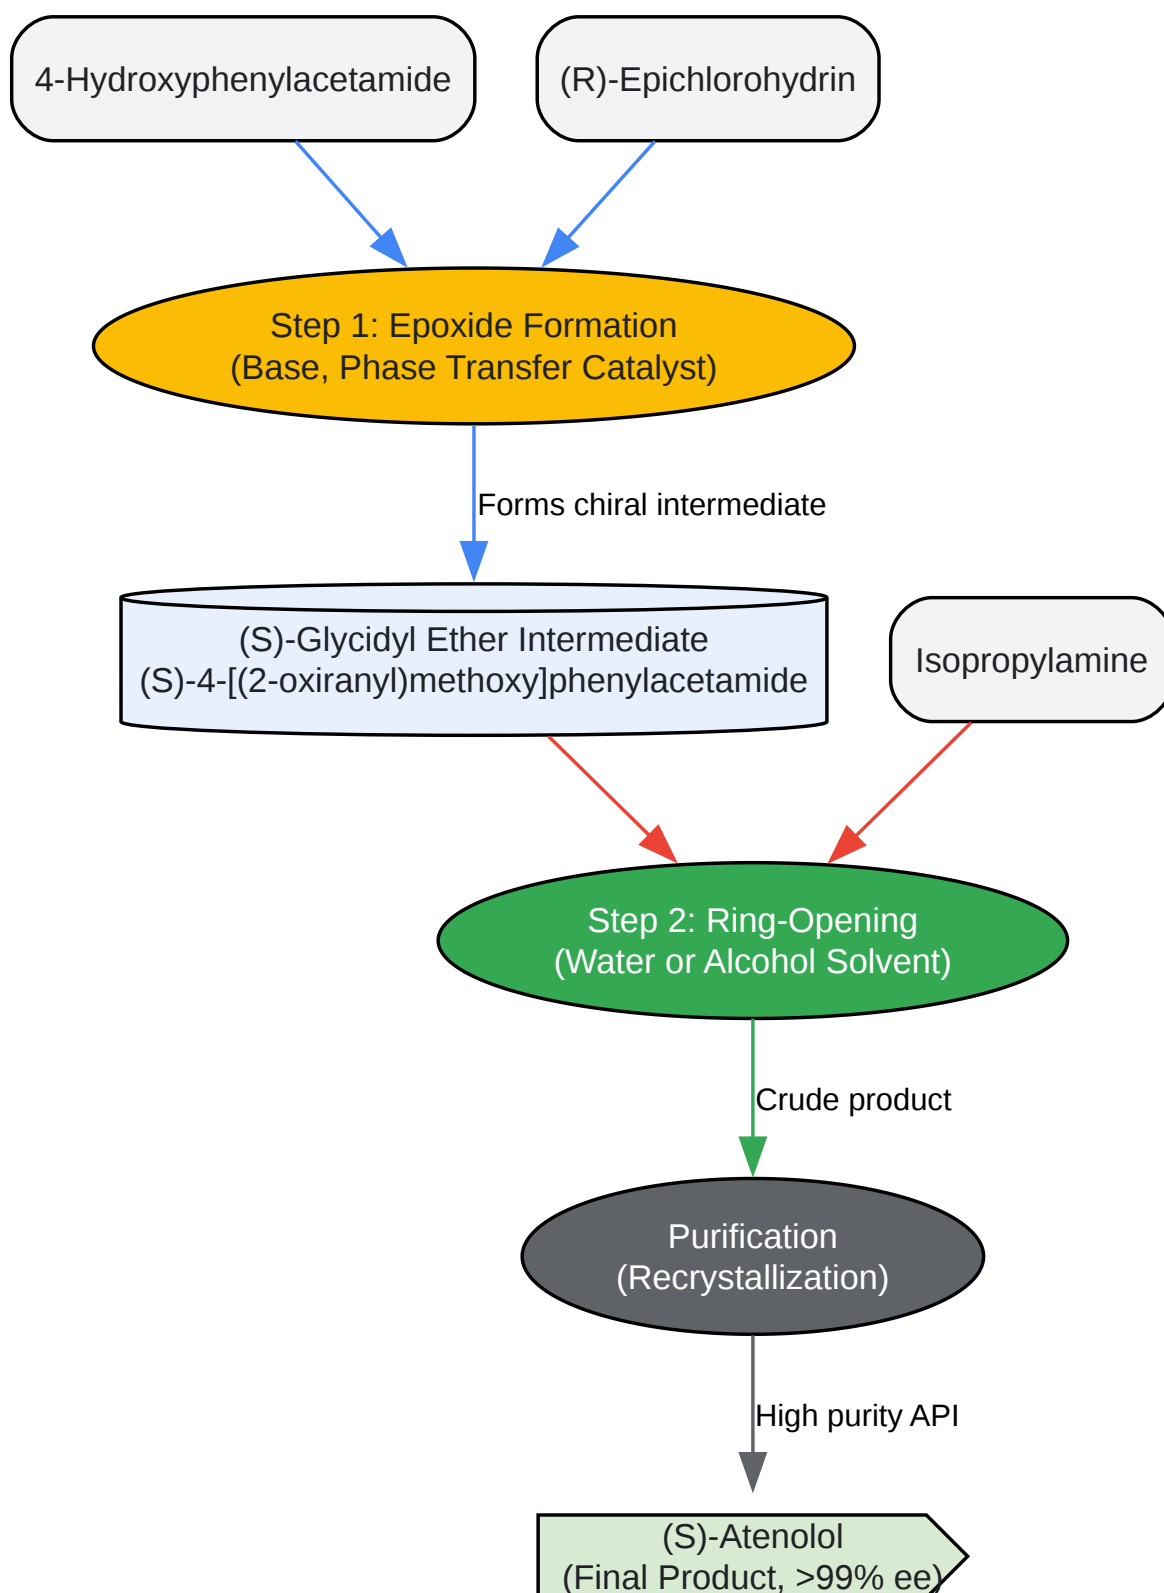 4-Hydroxyphenylacetamide
(R)-Epichlorohydrin
Step 1: Epoxide Formation
(Base, Phase Transfer Catalyst)
Forms chiral intermediate
(S)-Glycidyl Ether Intermediate
(S)-4-[(2-oxiranyl)methoxy]phenylacetamide
Isopropylamine
Step 2: Ring-Opening
(Water or Alcohol Solvent)
Crude product
Purification
(Recrystallization)
High purity API
(S)-Atenolol
(Final Product, >99% ee)